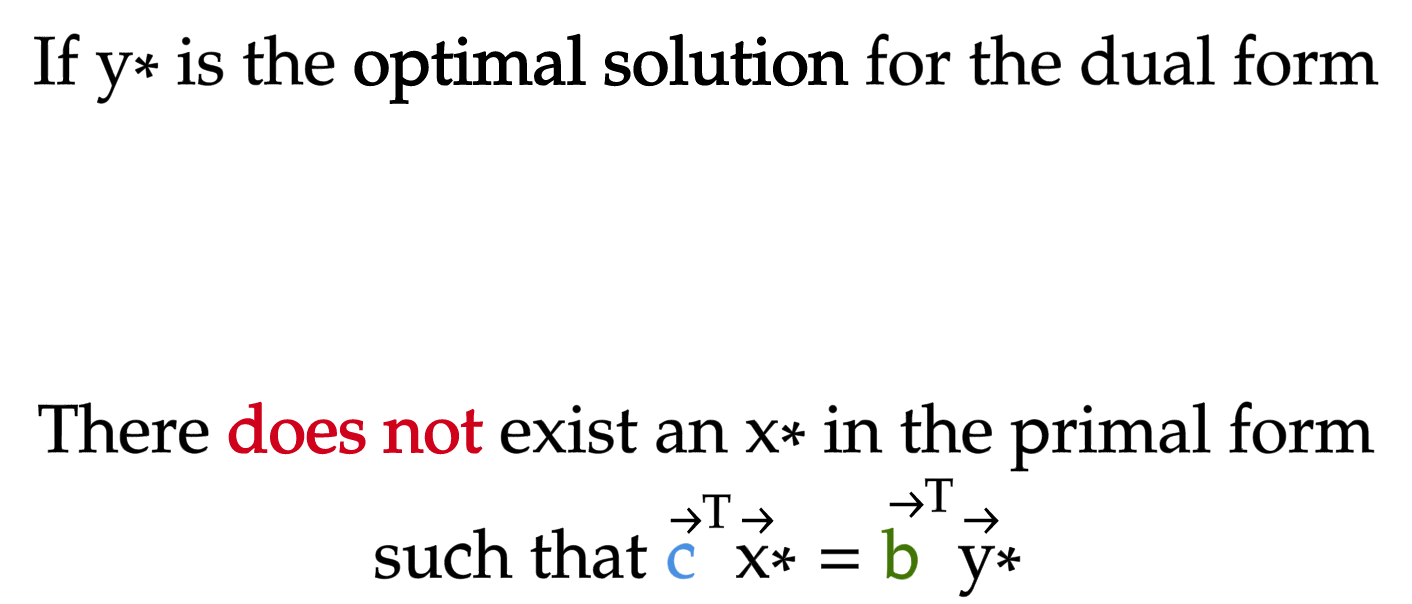 If y* is the optimal solution for the dual form
There does not exist an x* in the primal form
such that c⃗ᵀ x⃗* = b⃗ᵀ y⃗*